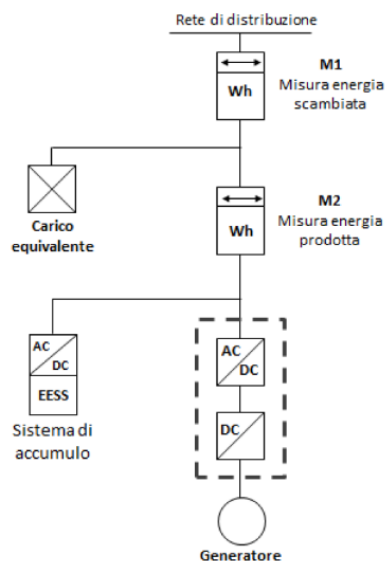 Rete di distribuzione
M1
Misura energia
scambiata
Wh
Carico
equivalente
M2
Misura energia
prodotta
Wh
AC
DC
EESS
Sistema di
accumulo
AC
DC
DC
Generatore